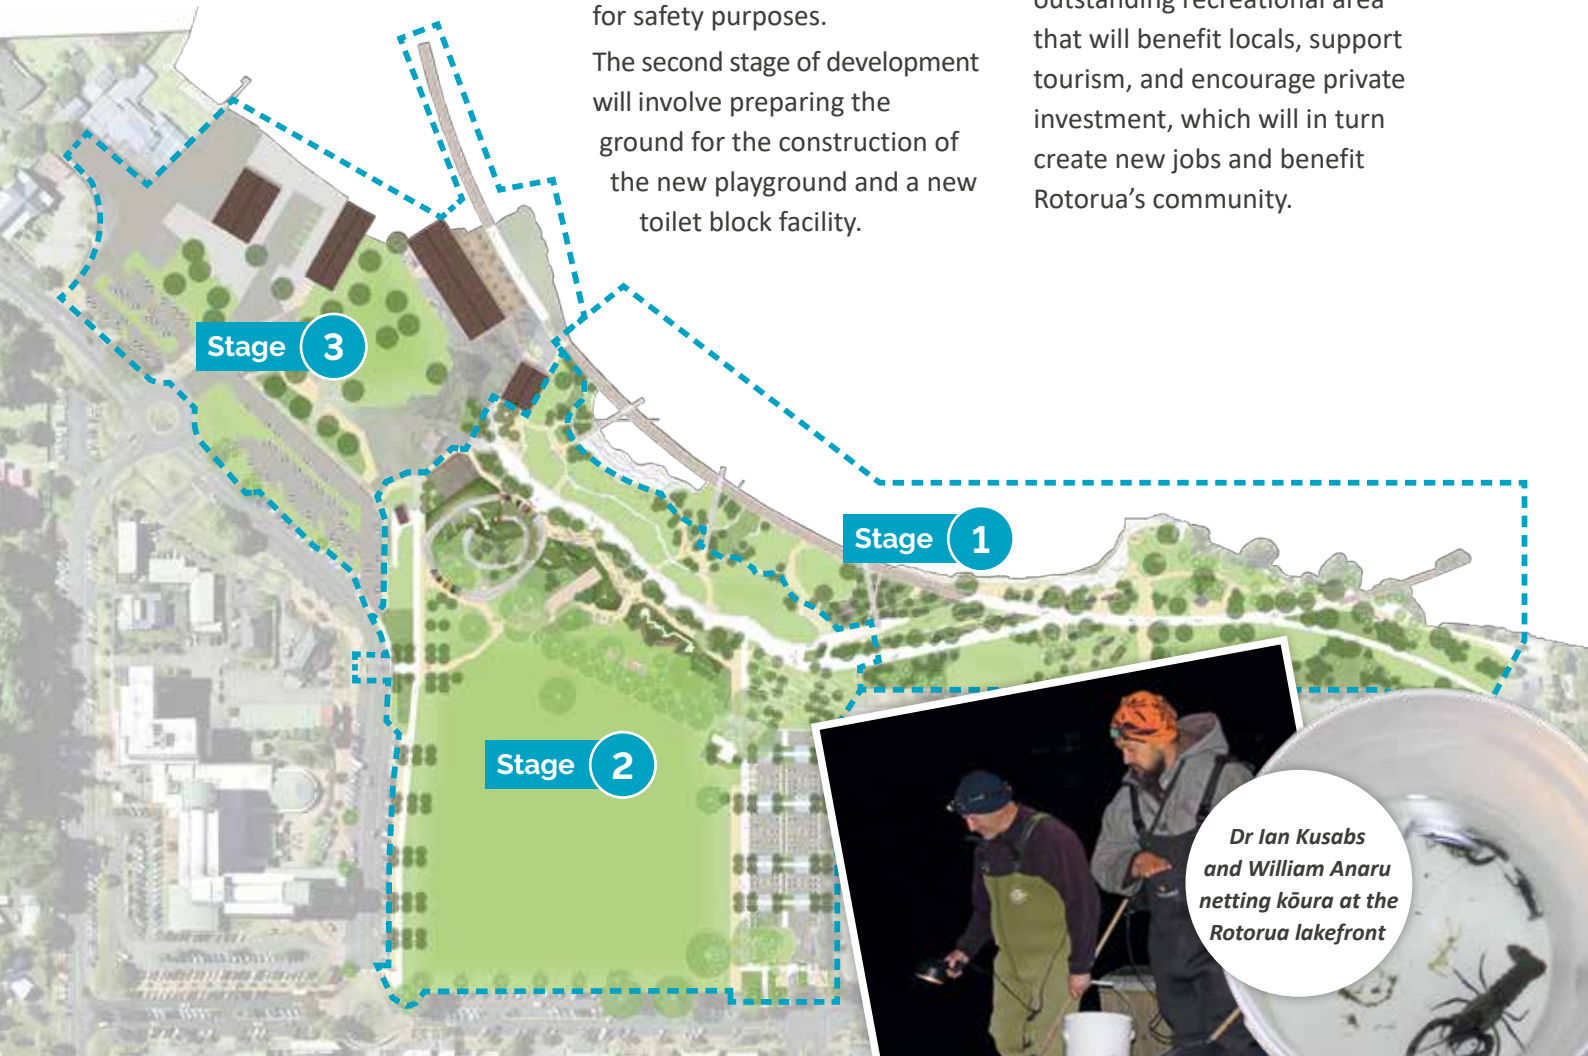 for safety purposes.
The second stage of development
will involve preparing the
ground for the construction of
the new playground and a new
toilet block facility.
outstanding recreational area
that will benefit locals, support
tourism, and encourage private
investment, which will in turn
create new jobs and benefit
Rotorua's community.
Stage 3
Stage 1
Stage 2
Dr Ian Kusabs
and William Anaru
netting kōura at the
Rotorua lakefront